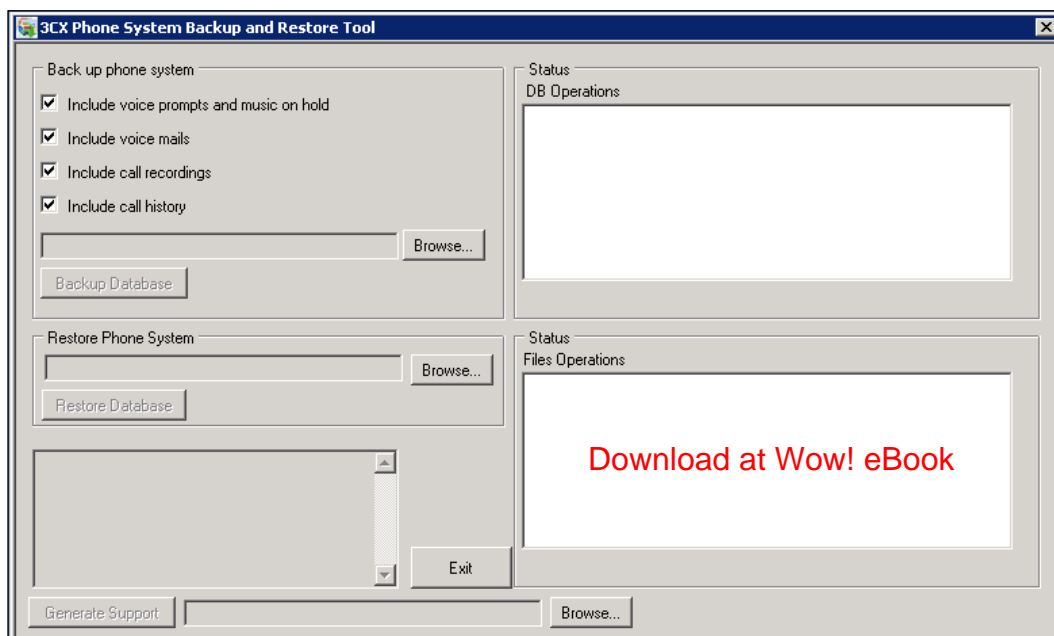 3CX Phone System Backup and Restore Tool
Back up phone system
Include voice prompts and music on hold
Include voice mails
Include call recordings
Include call history
Browse...
Backup Database
Status
DB Operations
Restore Phone System
Browse...
Restore Database
Status
Files Operations
Download at Wow! eBook
Exit
Generate Support
Browse...